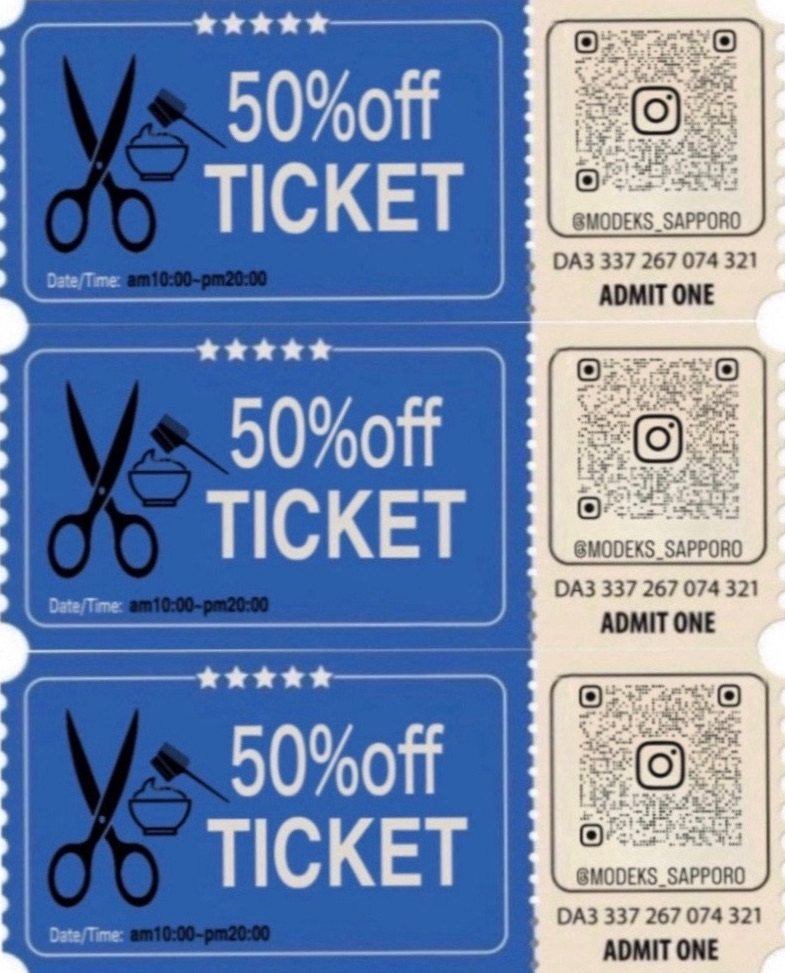 50%off
TICKET
Date/Time: am10:00~pm20:00
@MODEKS_SAPPORO
DA3 337 267 074 321
ADMIT ONE
50%off
TICKET
Date/Time: am10:00~pm20:00
@MODEKS_SAPPORO
DA3 337 267 074 321
ADMIT ONE
50%off
TICKET
Date/Time: am10:00~pm20:00
@MODEKS_SAPPORO
DA3 337 267 074 321
ADMIT ONE